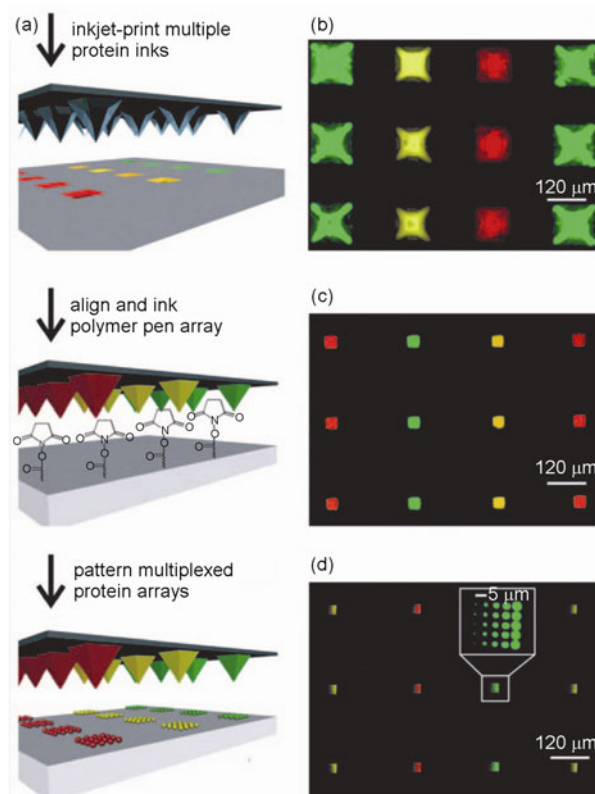 (a)
inkjet-print multiple
protein inks
(b)
120 μm
align and ink
polymer pen array
O
O
O
O
O
O
O
O
N
N
N
N
O
O
O
O
O
O
O
O
(c)
120 μm
pattern multiplexed
protein arrays
(d)
5 μm
120 μm